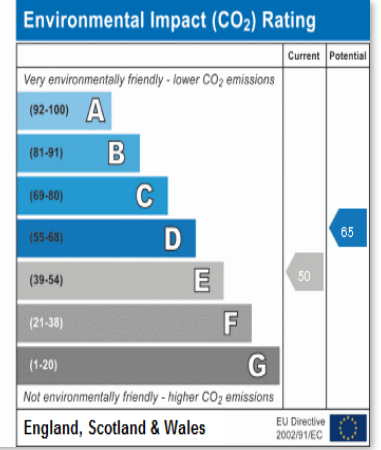 Environmental Impact (CO₂) Rating
Current Potential
Very environmentally friendly - lower CO₂ emissions
(92-100) A
(81-91) B
(69-80) C
(55-68) D
65
(39-54) E
50
(21-38) F
(1-20) G
Not environmentally friendly - higher CO₂ emissions
England, Scotland & Wales
EU Directive
2002/91/EC